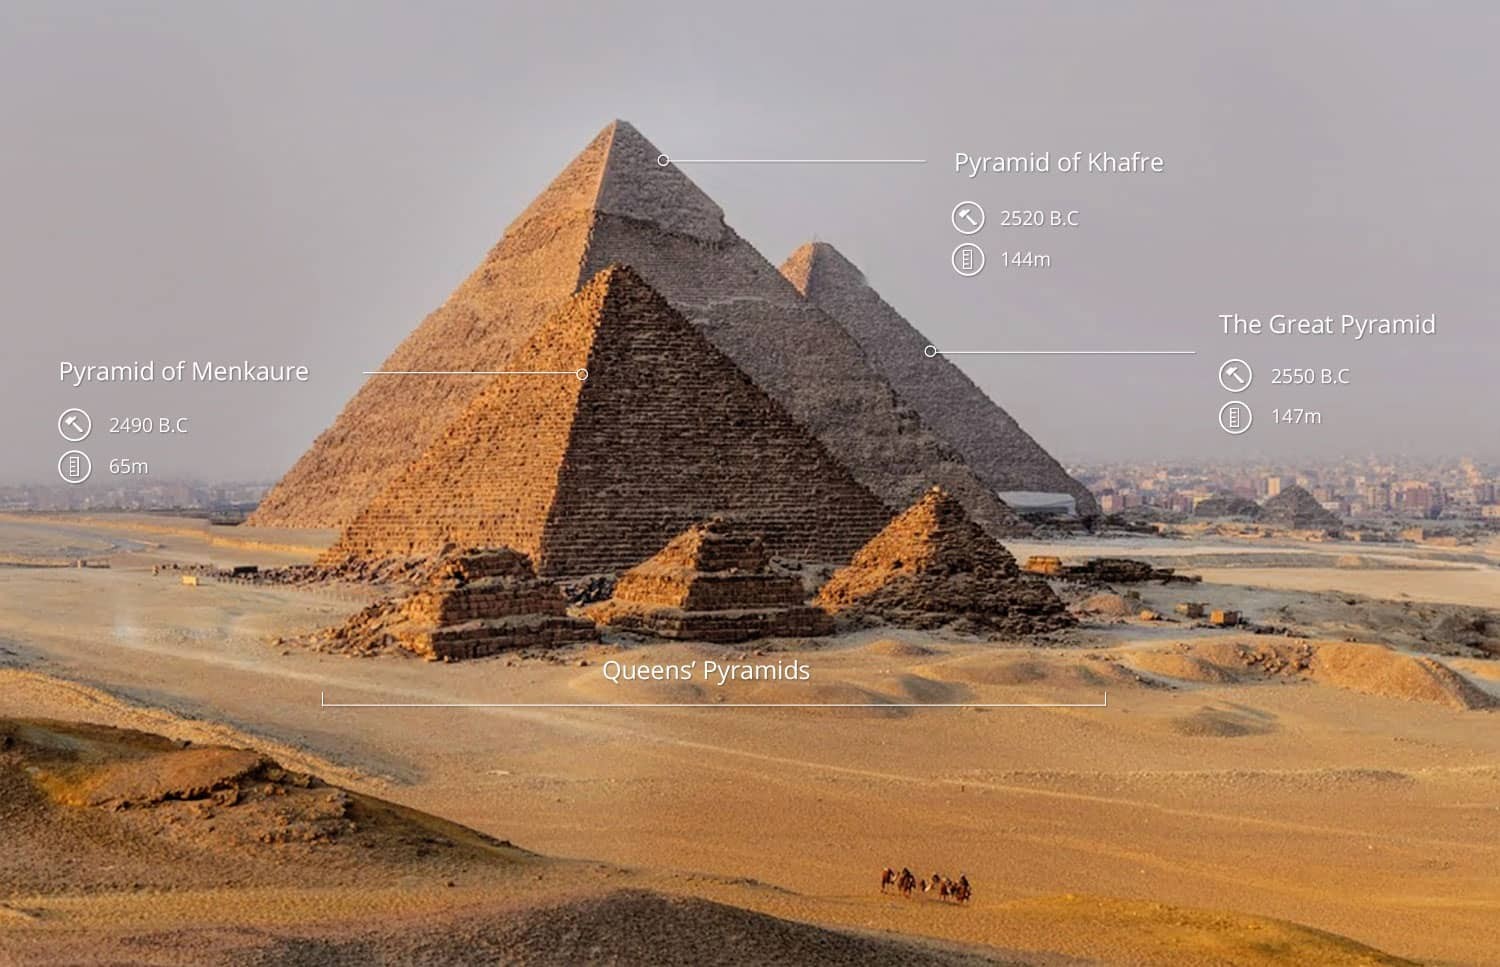 Pyramid of Khafre
2520 B.C
144m
The Great Pyramid
2550 B.C
147m
Pyramid of Menkaure
2490 B.C
65m
Queens’ Pyramids